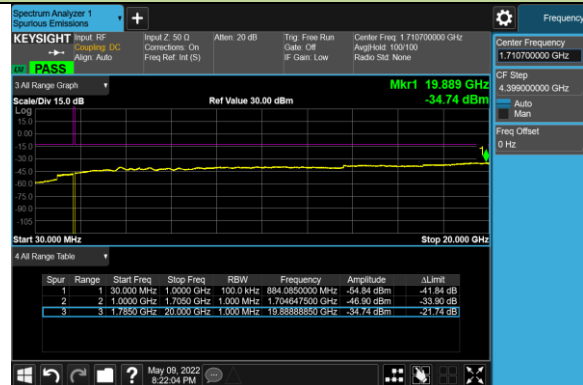 Spectrum Analyzer 1
Spurious Emissions
+
Frequency
KEYSIGHT Input: RF Input Z: 50 Ω Atten: 20 dB Trig: Free Run Center Freq: 1.710700000 GHz
Coupling: DC Corrections: On Gate: Off Avg|Hold: 100/100
Align: Auto Freq Ref: Int (S) IF Gain: Low Radio Std: None
PASS
Center Frequency
1.710700000 GHz
CF Step
4.399000000 GHz
Auto
Man
Freq Offset
0 Hz
3 All Range Graph
Mkr1 19.889 GHz
Scale/Div 15.0 dB Ref Value 30.00 dBm -34.74 dBm
Log
15.0
0.00
-15.0
-30.0
-45.0
-60.0
-75.0
-90.0
-105
1
Start 30.000 MHz Stop 20.000 GHz
4 All Range Table
Spur Range Start Freq Stop Freq RBW Frequency Amplitude ΔLimit
1 1 30.000 MHz 1.0000 GHz 100.0 kHz 884.0850000 MHz -54.84 dBm -41.84 dB
2 2 1.0000 GHz 1.7050 GHz 1.000 MHz 1.704647500 GHz -46.90 dBm -33.90 dB
3 3 1.7850 GHz 20.000 GHz 1.000 MHz 19.88888850 GHz -34.74 dBm -21.74 dB
?
May 09, 2022
8:22:04 PM